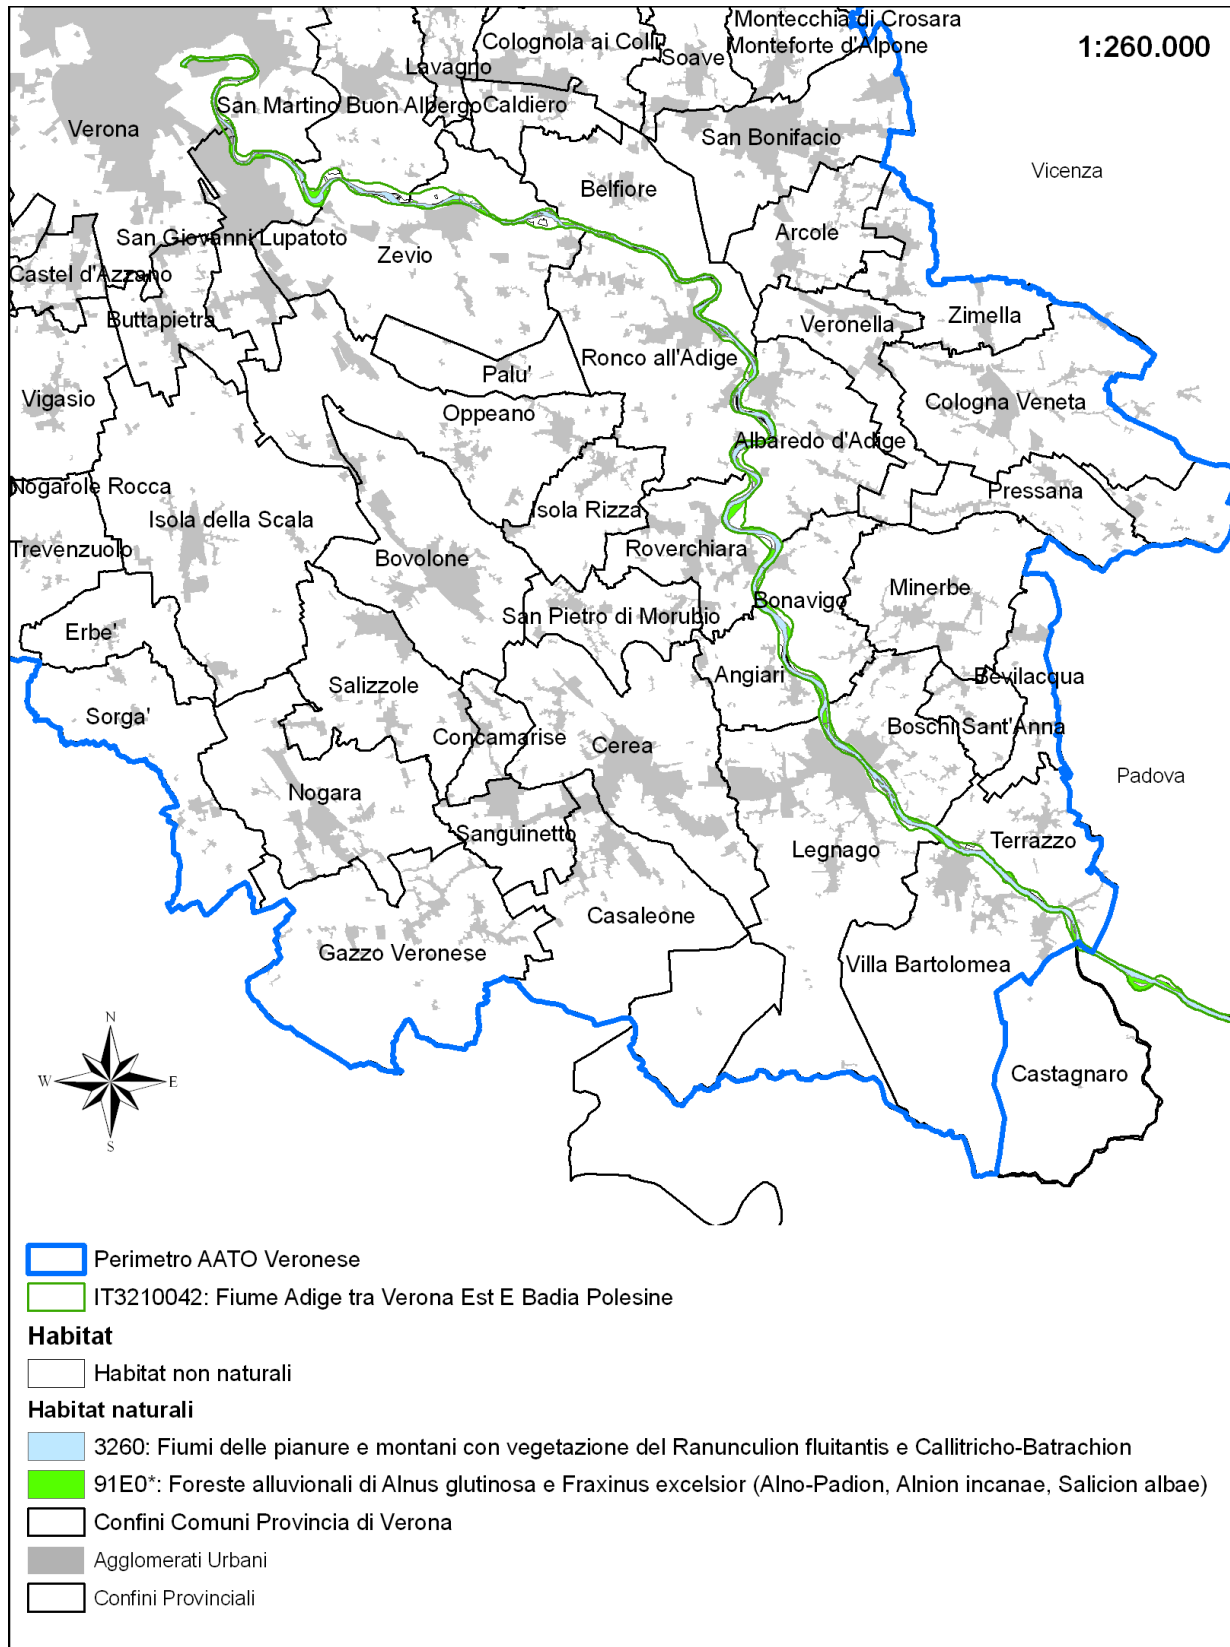 Montecchia di Crosara
Cologna ai Colli
Monteforte d'Alpone
1:260.000
Soave
Lavagno
San Martino Buon Albergo
Caldiero
Verona
San Bonifacio
Vicenza
Belfiore
Arcole
San Giovanni Lupatoto
Zevio
Castel d'Azzano
Buttapietra
Veronella
Zimella
Ronco all'Adige
Palu'
Vigasio
Oppeano
Cologna Veneta
Albaredo d'Adige
Nogarole Rocca
Pressana
Isola Rizza
Isola della Scala
Trevenzuolo
Roverchiara
Bovolone
Minerbe
Bonavigo
San Pietro di Morubio
Erbe'
Angiari
Bevilacqua
Salizzole
Sorga'
Boschi Sant'Anna
Concamarise
Cerea
Padova
Nogara
Sanguinetto
Terrazzo
Legnago
Casaleone
Gazzo Veronese
Villa Bartolomea
Castagnaro
N
W
E
S
Perimetro AATO Veronese
IT3210042: Fiume Adige tra Verona Est E Badia Polesine
Habitat
Habitat non naturali
Habitat naturali
3260: Fiumi delle pianure e montani con vegetazione del Ranunculion fluitantis e Callitricho-Batrachion
91E0*: Foreste alluvionali di Alnus glutinosa e Fraxinus excelsior (Alno-Padion, Alnion incanae, Salicion albae)
Confini Comuni Provincia di Verona
Agglomerati Urbani
Confini Provinciali